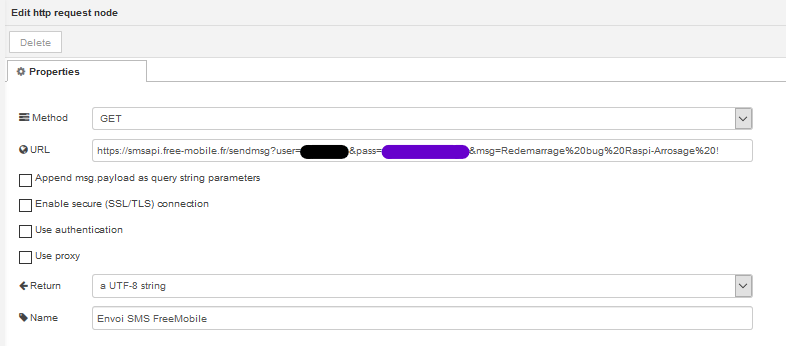 Edit http request node
Delete
Properties
Method
GET
URL
https://smsapi.free-mobile.fr/sendmsg?user= &pass= &msg=Redemarrage%20bug%20Raspi-Arrosage%20!
Append msg.payload as query string parameters
Enable secure (SSL/TLS) connection
Use authentication
Use proxy
Return
a UTF-8 string
Name
Envoi SMS FreeMobile